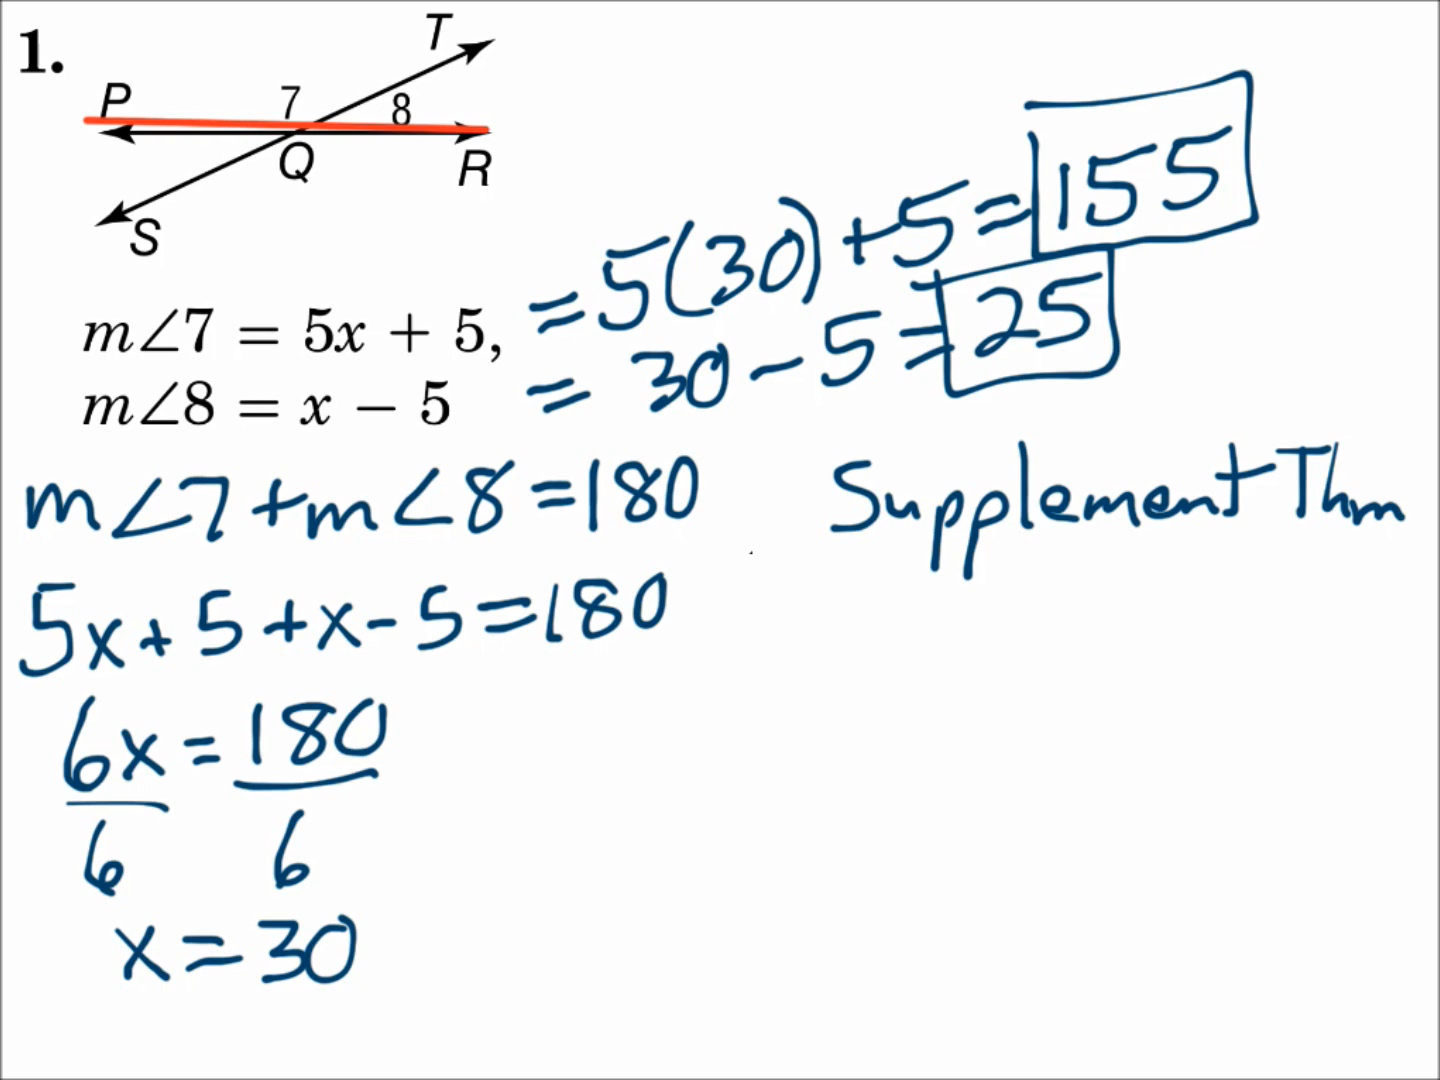 1.
T
P
7
8
Q
R
S
m∠7 = 5x + 5, = 5(30) + 5 = 155
m∠8 = x − 5 = 30 − 5 = 25
m∠7 + m∠8 = 180 Supplement Thm
5x + 5 + x − 5 = 180
6x = 180
6 6
x = 30